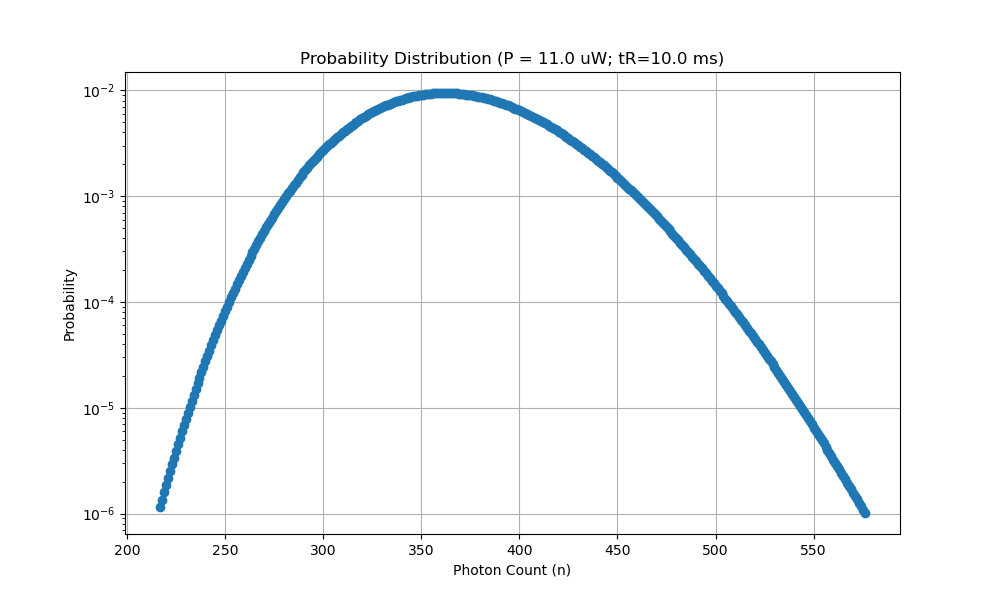 Probability Distribution (P = 11.0 uW; tR=10.0 ms)
Probability
10⁻²
10⁻³
10⁻⁴
10⁻⁵
10⁻⁶
200 250 300 350 400 450 500 550
Photon Count (n)